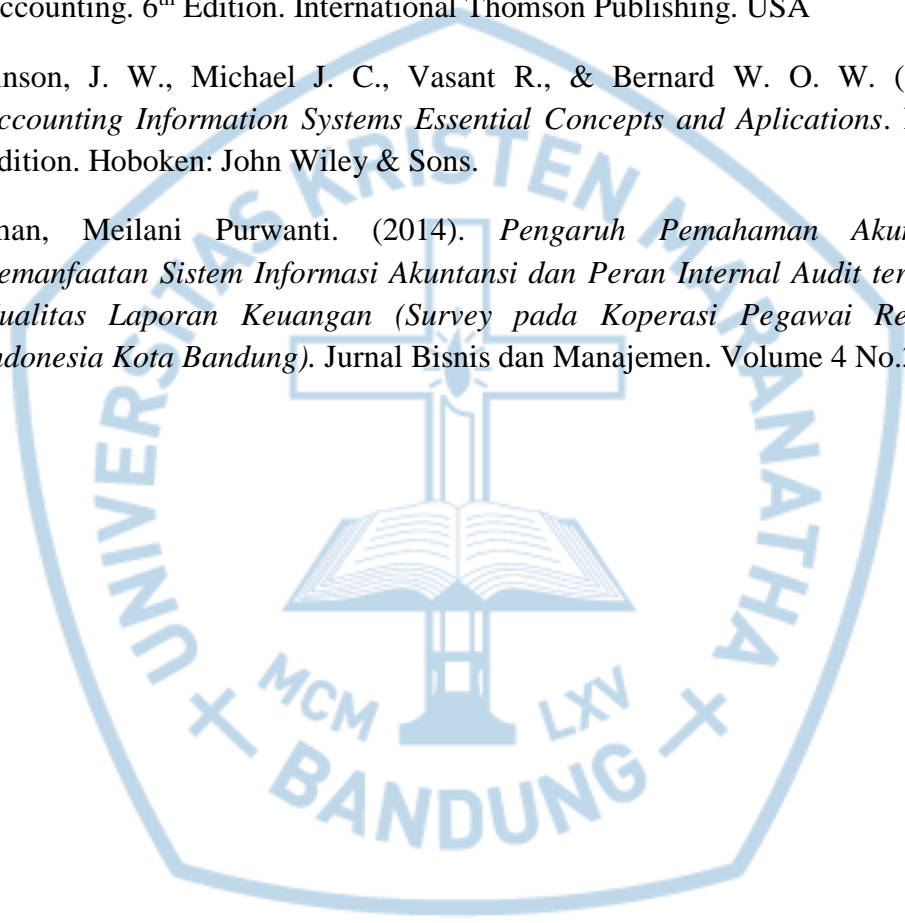 ccounting. 6th Edition. International Thomson Publishing. USA
inson, J. W., Michael J. C., Vasant R., & Bernard W. O. W. (
ccounting Information Systems Essential Concepts and Aplications.
dition. Hoboken: John Wiley & Sons.
nan, Meilani Purwanti. (2014). Pengaruh Pemahaman Akun
emanfaatan Sistem Informasi Akuntansi dan Peran Internal Audit ter
ualitas Laporan Keuangan (Survey pada Koperasi Pegawai Re
ndonesia Kota Bandung). Jurnal Bisnis dan Manajemen. Volume 4 No.
UNIVERSITAS KRISTEN MARANATHA
MCM LXV
BANDUNG